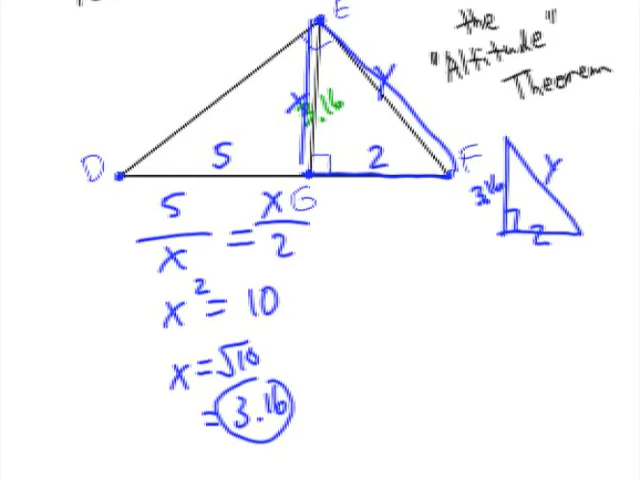 E
the
"Altitude"
Theorem
x
3.16
y
D
5
2
F
G
3.16
y
2
5/x = x/2
x² = 10
x = √10
= 3.16